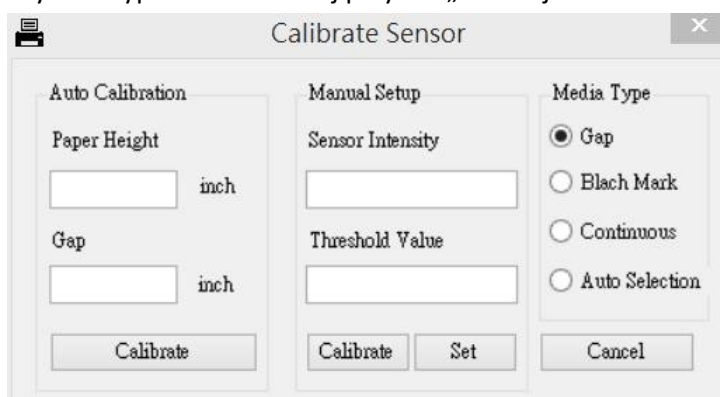 Calibrate Sensor
Auto Calibration
Paper Height
inch
Gap
inch
Calibrate
Manual Setup
Sensor Intensity
Threshold Value
Calibrate
Set
Media Type
Gap
Blach Mark
Continuous
Auto Selection
Cancel